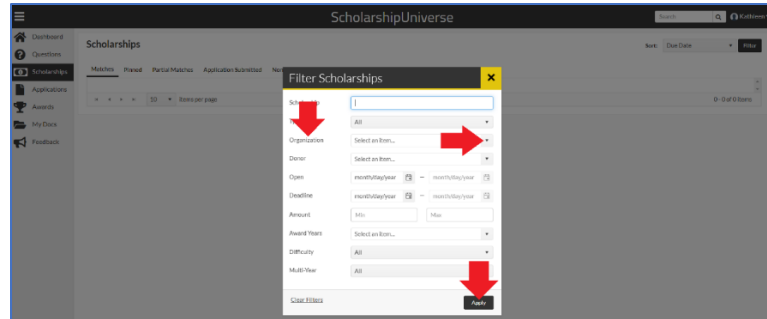 ScholarshipUniverse
Search
Kathleen
Dashboard
Questions
Scholarships
Applications
Awards
My Docs
Feedback
Scholarships
Sort: Due Date
Filter
Matches Pinned Partial Matches Application Submitted
10 items per page
0 - 0 of 0 items
Filter Scholarships
×
All
Organization Select an item...
Donor Select an item...
Open month/day/year – month/day/year
Deadline month/day/year – month/day/year
Amount Min Max
Award Years Select an item...
Difficulty All
Multi-Year All
Clear Filters
Apply